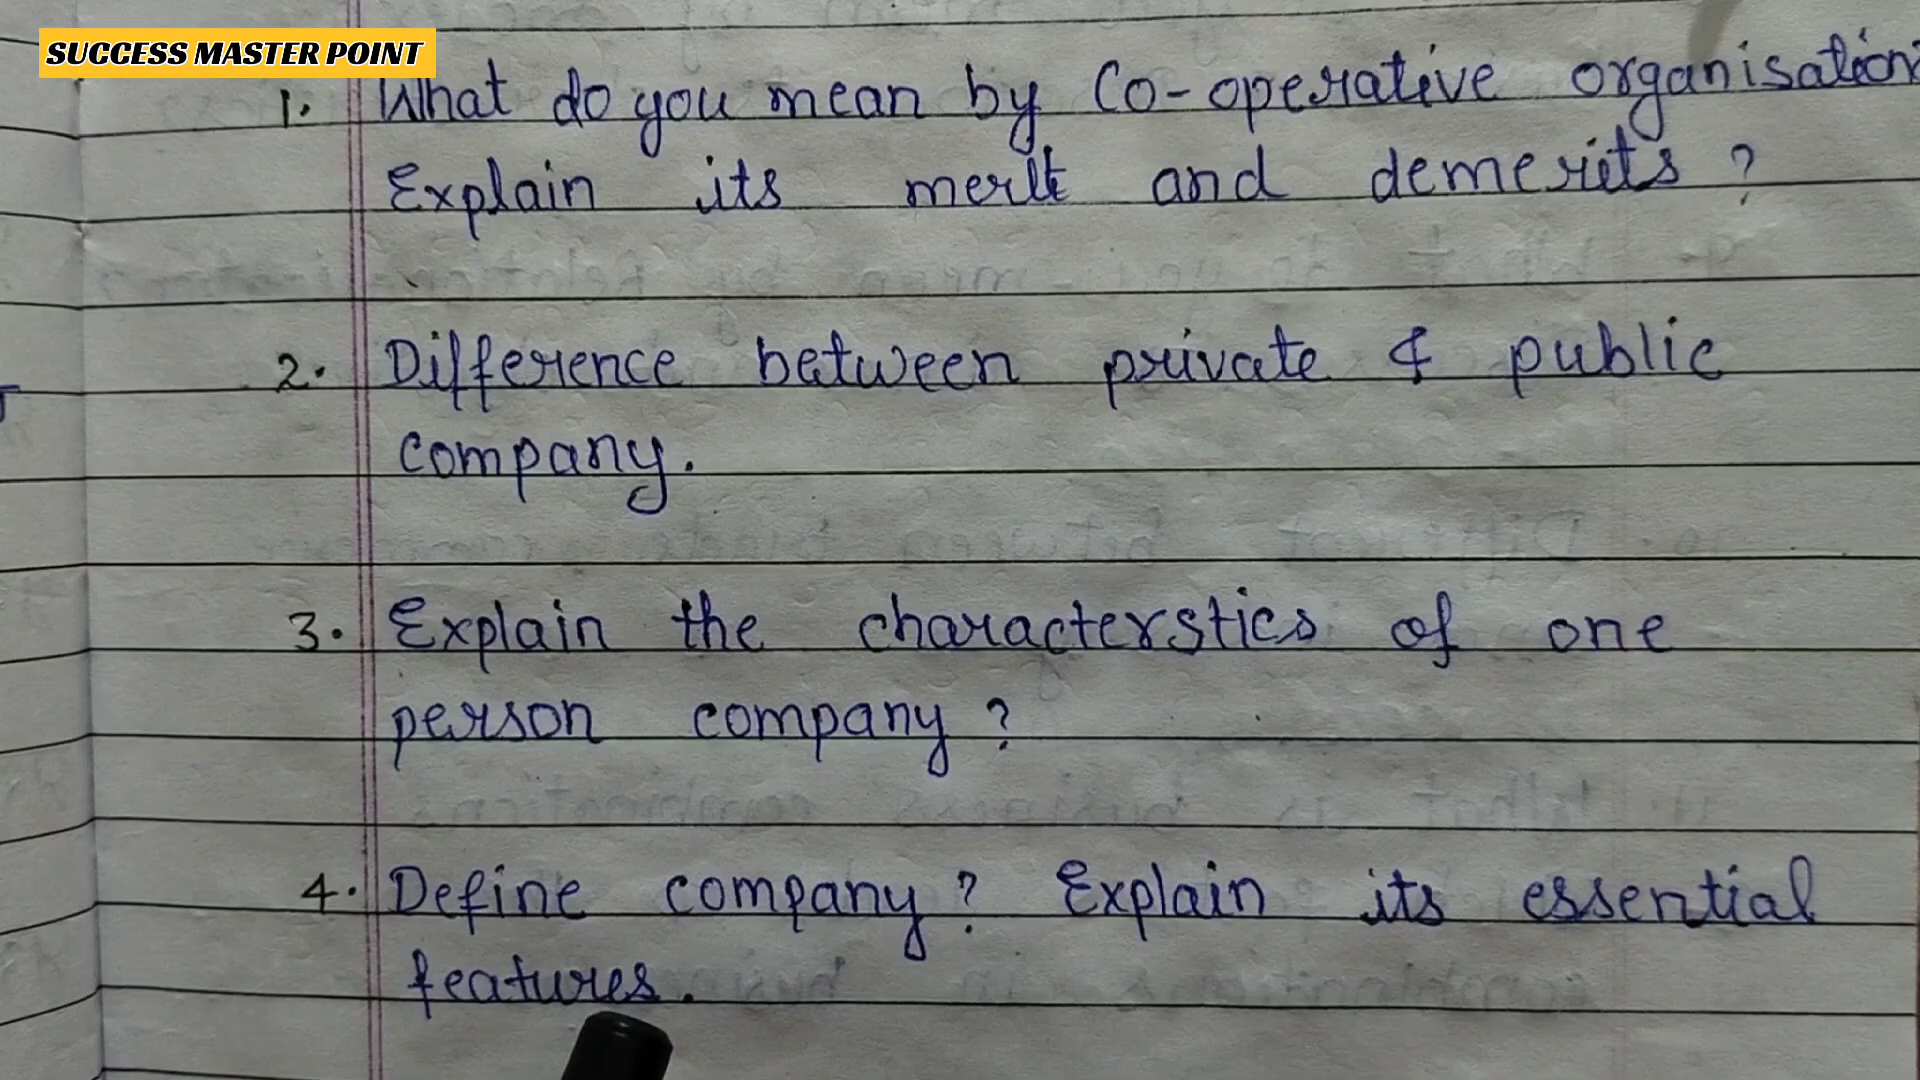 SUCCESS MASTER POINT
1. What do you mean by Co-operative organisation?
Explain its merit and demerits ?
2. Difference between private & public
company.
3. Explain the characterstics of one
person company ?
4. Define company ? Explain its essential
features.